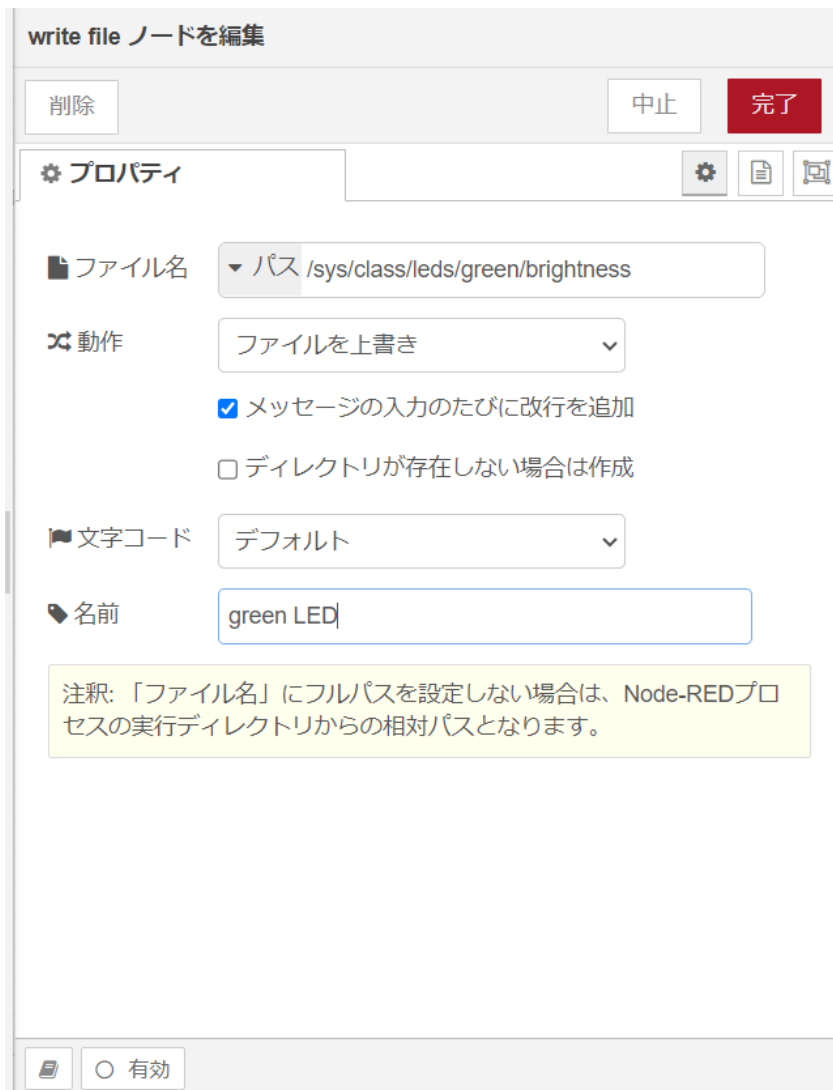 write file ノードを編集
削除
中止
完了
プロパティ
ファイル名
パス /sys/class/leds/green/brightness
動作
ファイルを上書き
メッセージの入力のたびに改行を追加
ディレクトリが存在しない場合は作成
文字コード
デフォルト
名前
green LED
注釈: 「ファイル名」にフルパスを設定しない場合は、Node-REDプロ
セスの実行ディレクトリからの相対パスとなります。
有効